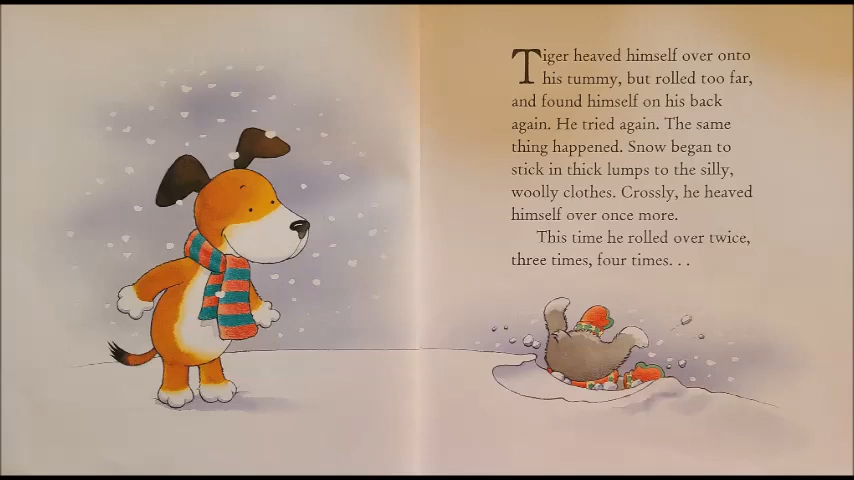 Tiger heaved himself over onto
his tummy, but rolled too far,
and found himself on his back
again. He tried again. The same
thing happened. Snow began to
stick in thick lumps to the silly,
woolly clothes. Crossly, he heaved
himself over once more.
This time he rolled over twice,
three times, four times. . .